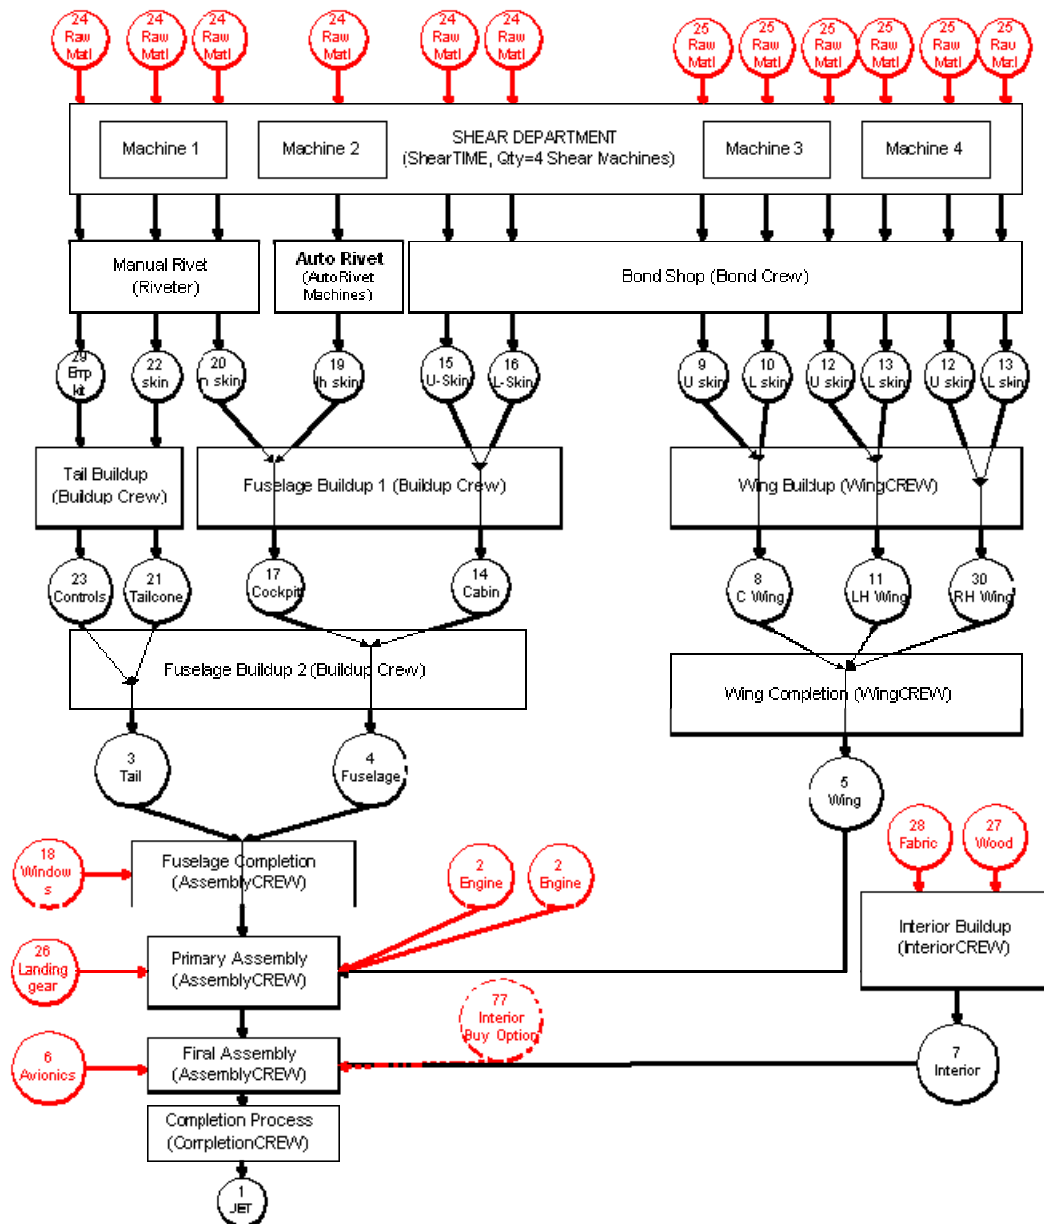 24
Raw
Matl
24
Raw
Matl
24
Raw
Matl
24
Raw
Matl
24
Raw
Matl
24
Raw
Matl
25
Raw
Matl
25
Raw
Matl
25
Raw
Matl
25
Raw
Matl
25
Raw
Matl
25
Raw
Matl
Machine 1
Machine 2
SHEAR DEPARTMENT
(ShearTIME, Qty=4 Shear Machines)
Machine 3
Machine 4
Manual Rivet
(Riveter)
Auto Rivet
(AutoRivet
Machines)
Bond Shop (Bond Crew)
29
Emp
kit
22
skin
20
n skin
19
lh skin
15
U-Skin
16
L-Skin
9
U skin
10
L skin
12
U skin
13
L skin
12
U skin
13
L skin
Tail Buildup
(Buildup Crew)
Fuselage Buildup 1 (Buildup Crew)
Wing Buildup (WingCREW)
23
Controls
21
Tailcone
17
Cockpit
14
Cabin
8
C Wing
11
LH Wing
30
RH Wing
Fuselage Buildup 2 (Buildup Crew)
Wing Completion (WingCREW)
3
Tail
4
Fuselage
5
Wing
18
Window
s
Fuselage Completion
(AssemblyCREW)
2
Engine
2
Engine
28
Fabric
27
Wood
26
Landing
gear
Primary Assembly
(AssemblyCREW)
Interior Buildup
(InteriorCREW)
77
Interior
Buy Option
6
Avionics
Final Assembly
(AssemblyCREW)
7
Interior
Completion Process
(CompletionCREW)
1
JET